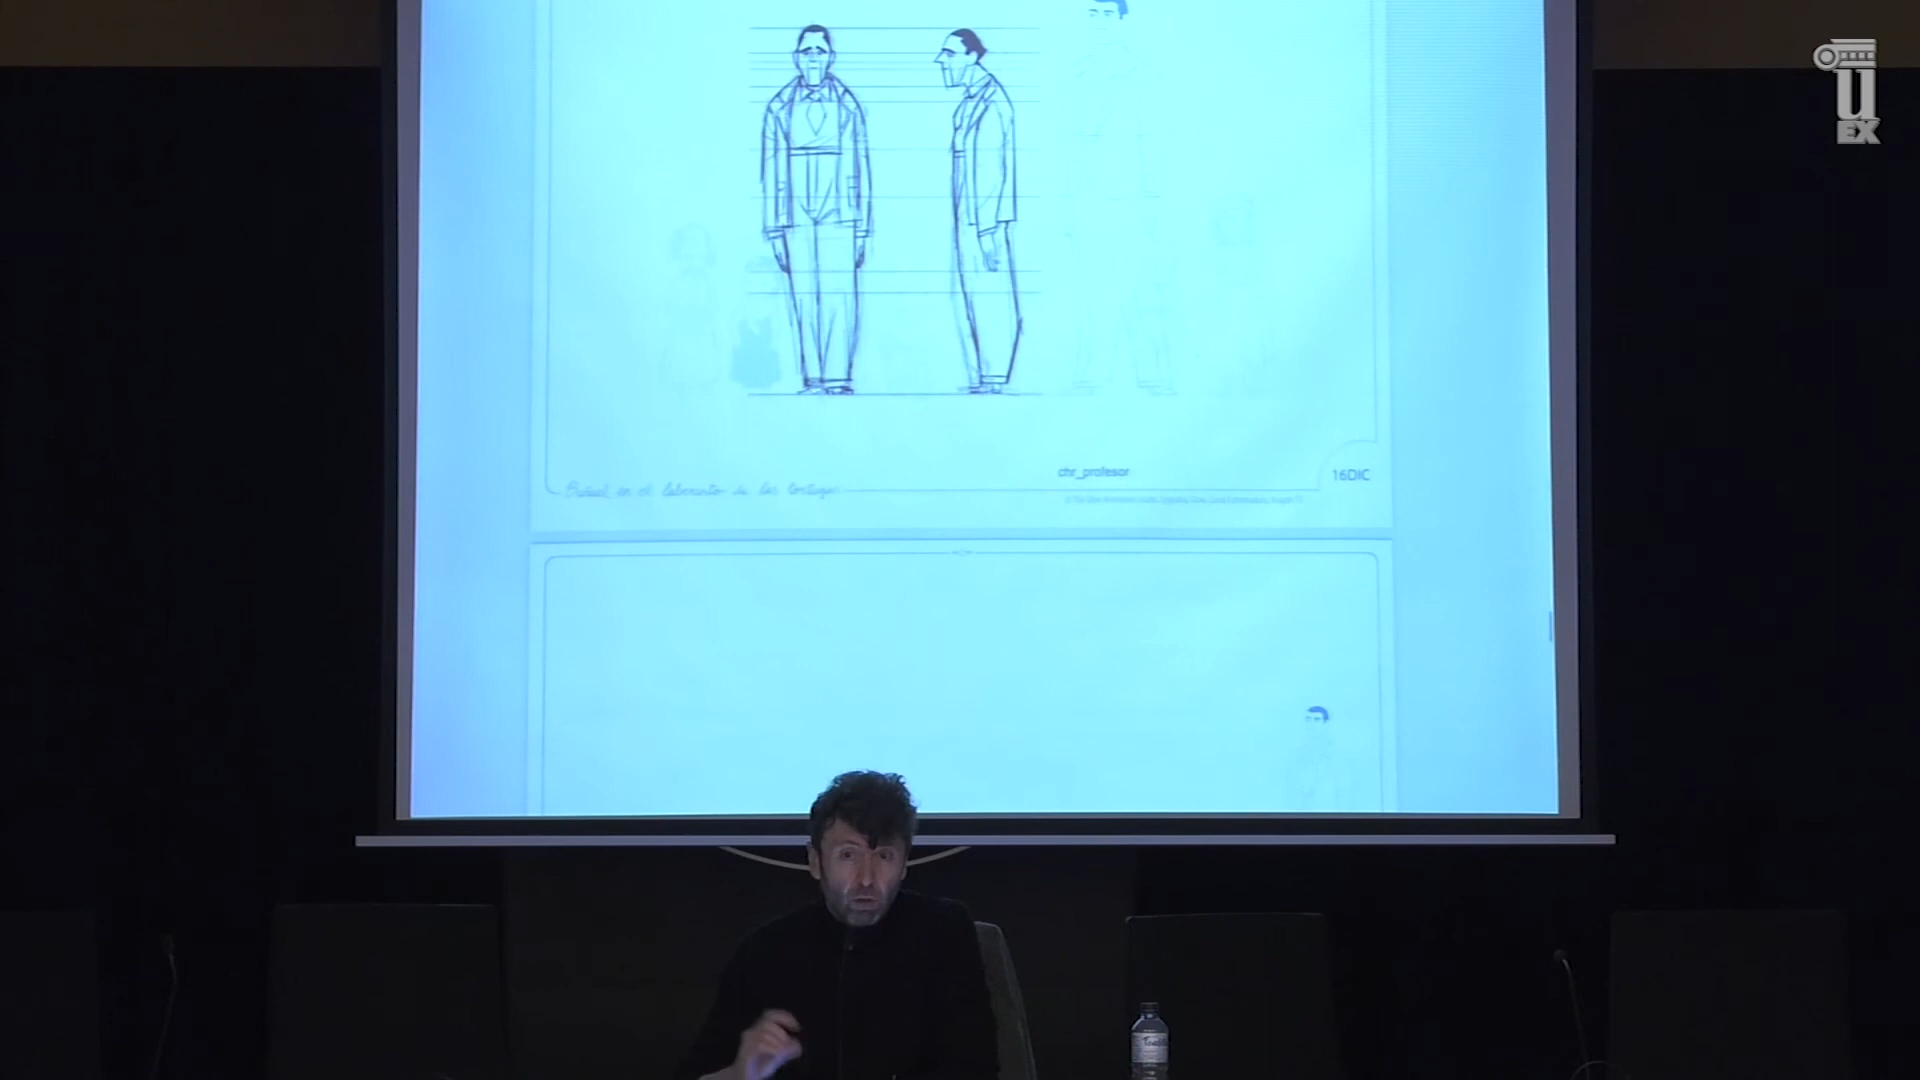 U
EX
chr_profesor
16DIC
Buñuel en el laberinto de las tortugas